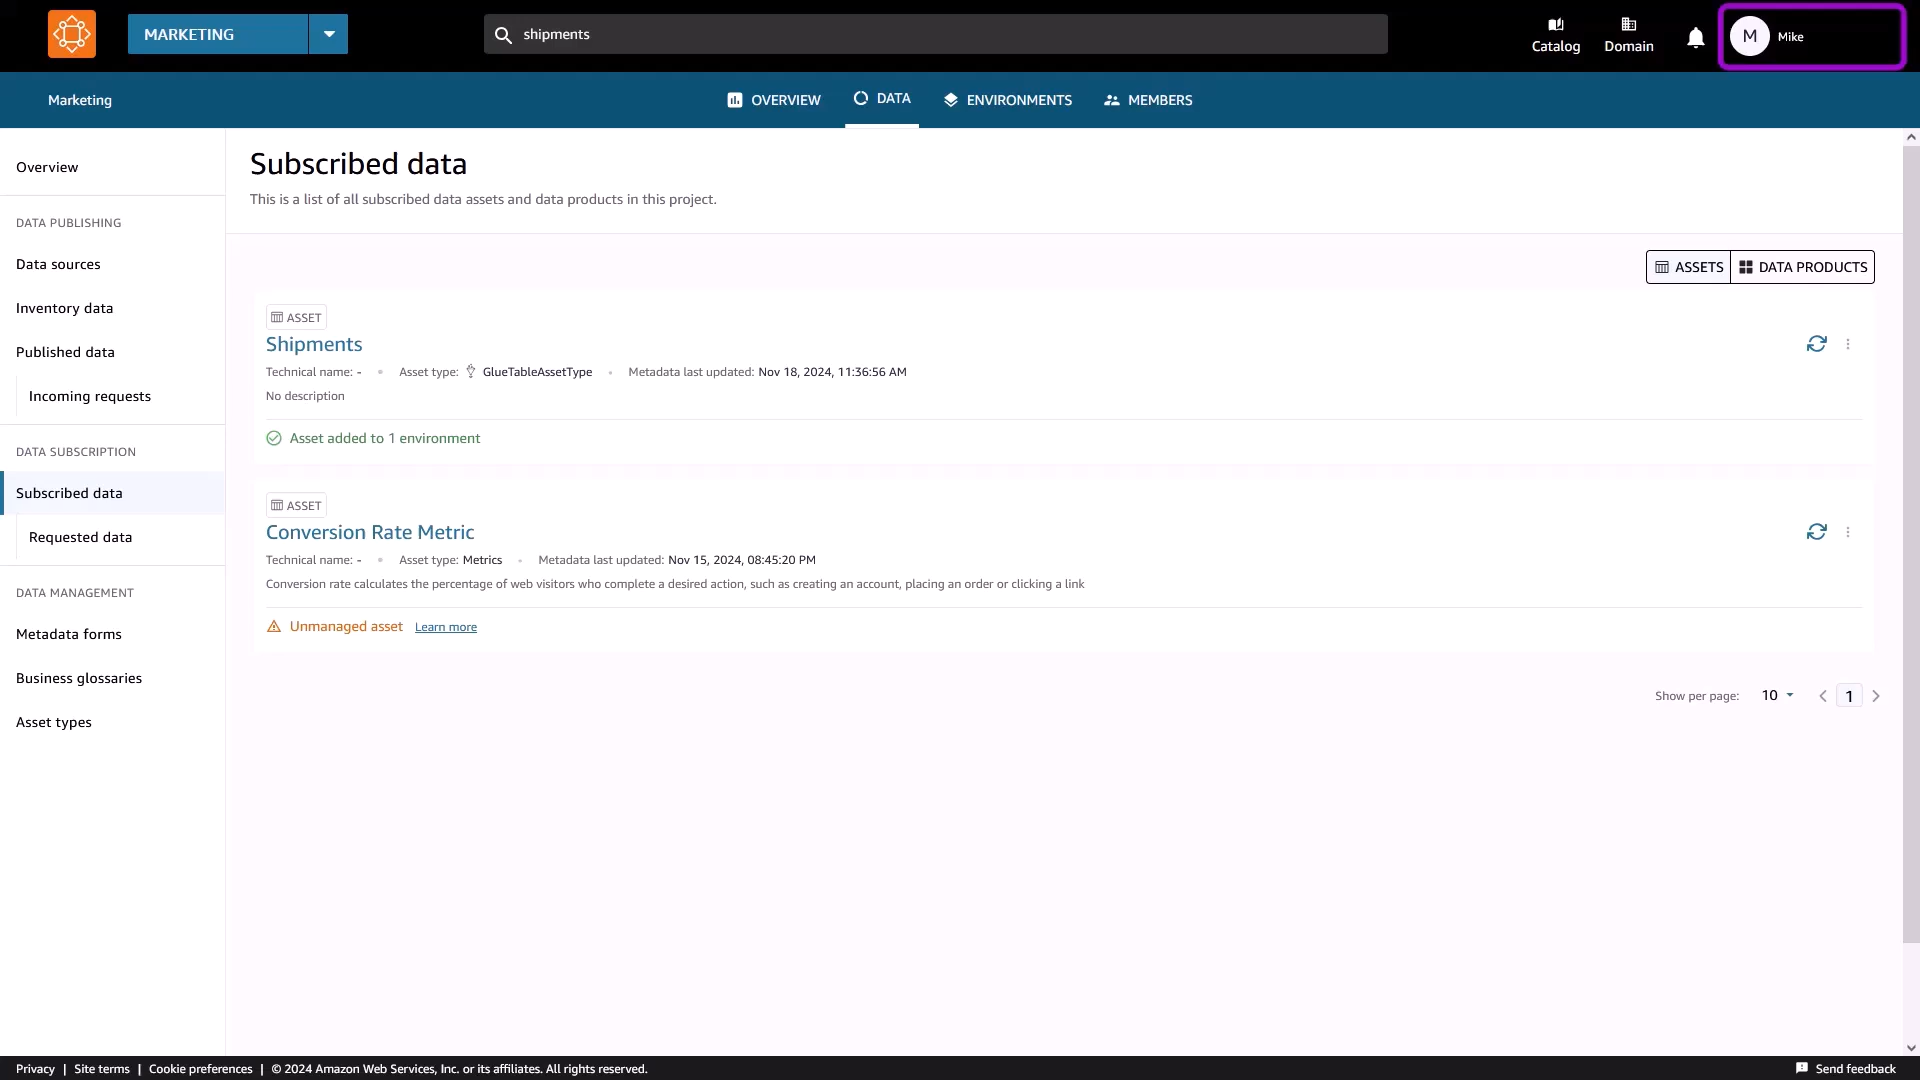 MARKETING
shipments
Catalog
Domain
M
Mike
Marketing
OVERVIEW
DATA
ENVIRONMENTS
MEMBERS
Overview
DATA PUBLISHING
Data sources
Inventory data
Published data
Incoming requests
DATA SUBSCRIPTION
Subscribed data
Requested data
DATA MANAGEMENT
Metadata forms
Business glossaries
Asset types
Subscribed data
This is a list of all subscribed data assets and data products in this project.
ASSETS
DATA PRODUCTS
ASSET
Shipments
Technical name: - • Asset type: GlueTableAssetType • Metadata last updated: Nov 18, 2024, 11:36:56 AM
No description
Asset added to 1 environment
ASSET
Conversion Rate Metric
Technical name: - • Asset type: Metrics • Metadata last updated: Nov 15, 2024, 08:45:20 PM
Conversion rate calculates the percentage of web visitors who complete a desired action, such as creating an account, placing an order or clicking a link
Unmanaged asset Learn more
Show per page: 10 1
Privacy | Site terms | Cookie preferences | © 2024 Amazon Web Services, Inc. or its affiliates. All rights reserved.
Send feedback